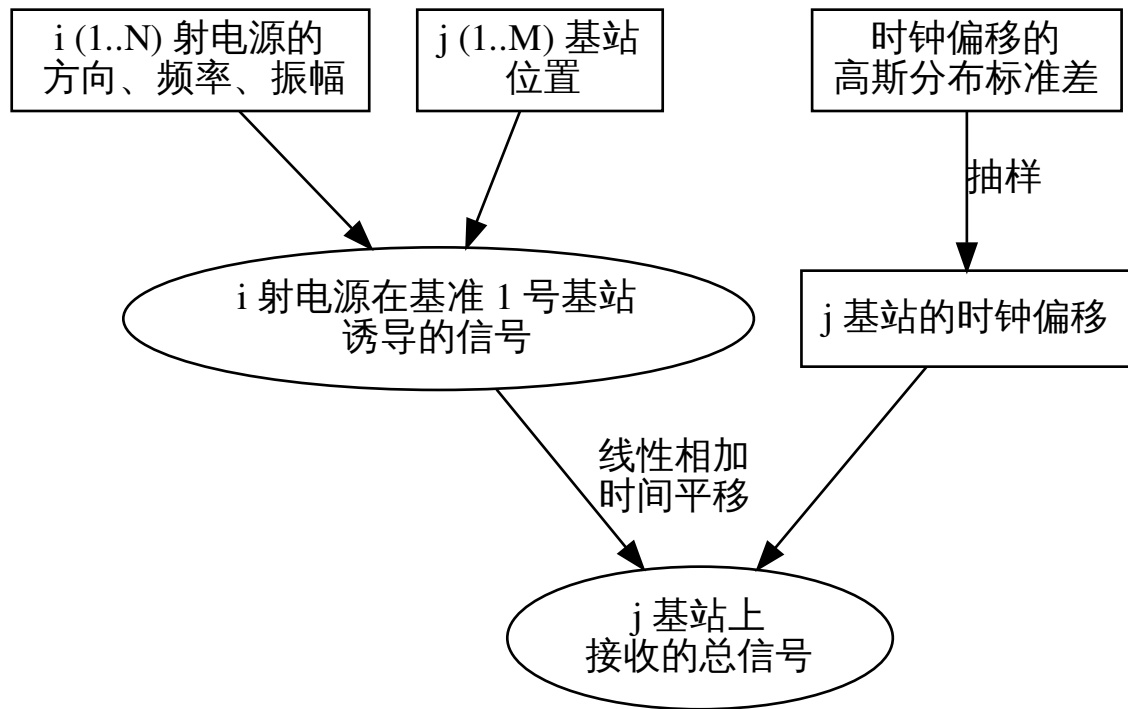 i (1..N) 射电源的
方向、频率、振幅
j (1..M) 基站
位置
时钟偏移的
高斯分布标准差
抽样
i 射电源在基准 1 号基站
诱导的信号
j 基站的时钟偏移
线性相加
时间平移
j 基站上
接收的总信号